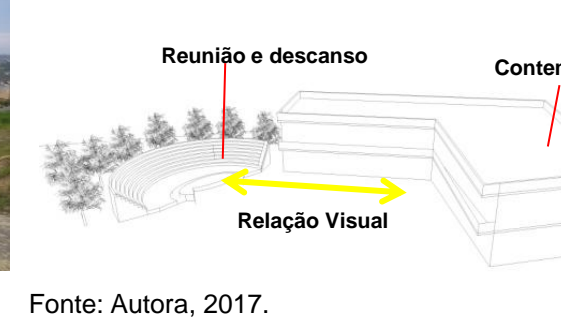 Reunião e descanso
Relação Visual
Fonte: Autora, 2017.